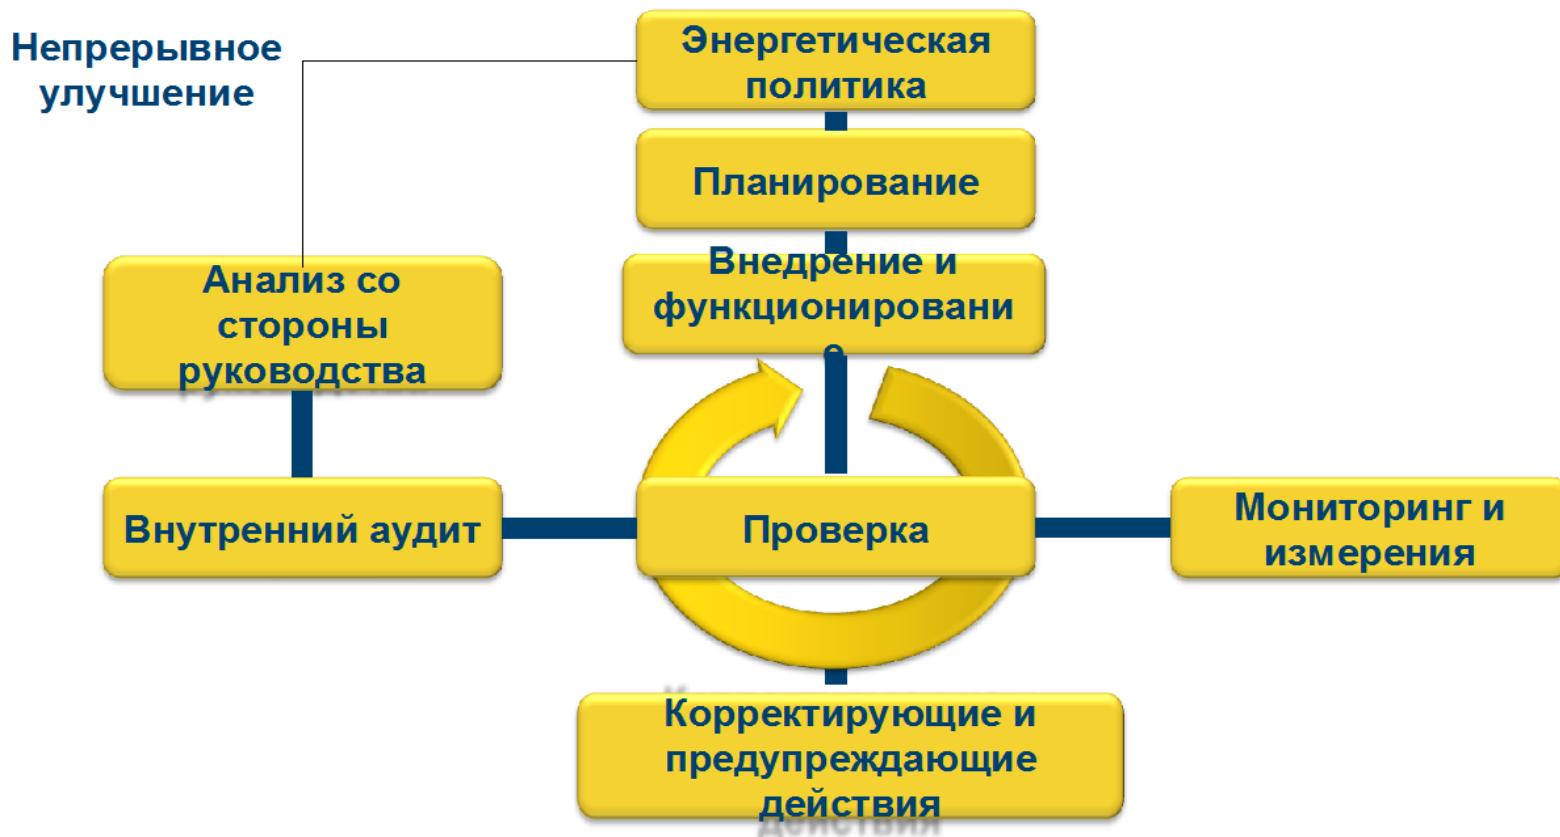 Непрерывное
улучшение
Энергетическая
политика
Планирование
Внедрение и
функционировани
е
Анализ со
стороны
руководства
Внутренний аудит
Проверка
Мониторинг и
измерения
Корректирующие и
предупреждающие
действия